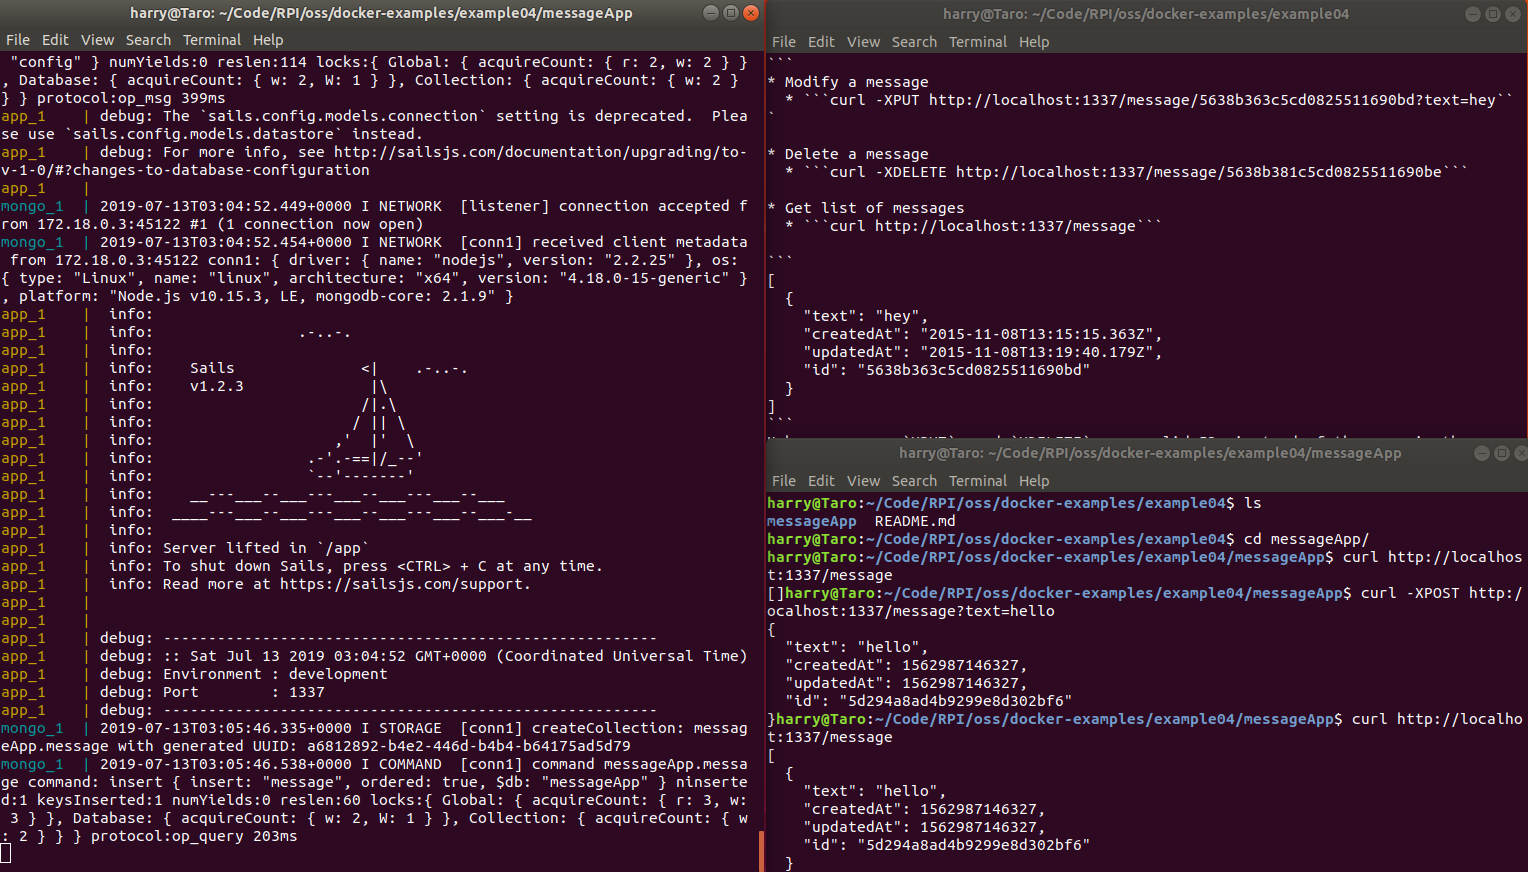 harry@Taro: ~/Code/RPI/oss/docker-examples/example04/messageApp
File Edit View Search Terminal Help
 "config" } numYields:0 reslen:114 locks:{ Global: { acquireCount: { r: 2, w: 2 } }
, Database: { acquireCount: { w: 2, W: 1 } }, Collection: { acquireCount: { w: 2 }
} } protocol:op_msg 399ms
app_1    | debug: The `sails.config.models.connection` setting is deprecated.  Plea
se use `sails.config.models.datastore` instead.
app_1    | debug: For more info, see http://sailsjs.com/documentation/upgrading/to-
v-1-0/#?changes-to-database-configuration
app_1    |
mongo_1  | 2019-07-13T03:04:52.449+0000 I NETWORK  [listener] connection accepted f
rom 172.18.0.3:45122 #1 (1 connection now open)
mongo_1  | 2019-07-13T03:04:52.454+0000 I NETWORK  [conn1] received client metadata
 from 172.18.0.3:45122 conn1: { driver: { name: "nodejs", version: "2.2.25" }, os:
{ type: "Linux", name: "linux", architecture: "x64", version: "4.18.0-15-generic" }
, platform: "Node.js v10.15.3, LE, mongodb-core: 2.1.9" }
app_1    |  info:
app_1    |  info:                .-..-.
app_1    |  info:
app_1    |  info:    Sails              <|    .-..-.
app_1    |  info:    v1.2.3              |\
app_1    |  info:                       /|.\
app_1    |  info:                      / || \
app_1    |  info:                    ,'  |'  \
app_1    |  info:                 .-'.-==|/_--'
app_1    |  info:                 `--'-------'
app_1    |  info:    __---___--___---___--___---___--___
app_1    |  info:  ____---___--___---___--___---___--___-__
app_1    |  info:
app_1    |  info: Server lifted in `/app`
app_1    |  info: To shut down Sails, press <CTRL> + C at any time.
app_1    |  info: Read more at https://sailsjs.com/support.
app_1    |
app_1    |
app_1    | debug: -------------------------------------------------------
app_1    | debug: :: Sat Jul 13 2019 03:04:52 GMT+0000 (Coordinated Universal Time)
app_1    | debug: Environment : development
app_1    | debug: Port        : 1337
app_1    | debug: -------------------------------------------------------
mongo_1  | 2019-07-13T03:05:46.335+0000 I STORAGE  [conn1] createCollection: messag
eApp.message with generated UUID: a6812892-b4e2-446d-b4b4-b64175ad5d79
mongo_1  | 2019-07-13T03:05:46.538+0000 I COMMAND  [conn1] command messageApp.messa
ge command: insert { insert: "message", ordered: true, $db: "messageApp" } ninserte
d:1 keysInserted:1 numYields:0 reslen:60 locks:{ Global: { acquireCount: { r: 3, w:
 3 } }, Database: { acquireCount: { w: 2, W: 1 } }, Collection: { acquireCount: { w
: 2 } } } protocol:op_query 203ms
harry@Taro: ~/Code/RPI/oss/docker-examples/example04
File Edit View Search Terminal Help
```
* Modify a message
  * ```curl -XPUT http://localhost:1337/message/5638b363c5cd0825511690bd?text=hey``
`
* Delete a message
  * ```curl -XDELETE http://localhost:1337/message/5638b381c5cd0825511690be```
* Get list of messages
  * ```curl http://localhost:1337/message```
```
[
  {
    "text": "hey",
    "createdAt": "2015-11-08T13:15:15.363Z",
    "updatedAt": "2015-11-08T13:19:40.179Z",
    "id": "5638b363c5cd0825511690bd"
  }
]
```
harry@Taro: ~/Code/RPI/oss/docker-examples/example04/messageApp
File Edit View Search Terminal Help
harry@Taro:~/Code/RPI/oss/docker-examples/example04$ ls
messageApp  README.md
harry@Taro:~/Code/RPI/oss/docker-examples/example04$ cd messageApp/
harry@Taro:~/Code/RPI/oss/docker-examples/example04/messageApp$ curl http://localhos
t:1337/message
[]harry@Taro:~/Code/RPI/oss/docker-examples/example04/messageApp$ curl -XPOST http:/
ocalhost:1337/message?text=hello
{
  "text": "hello",
  "createdAt": 1562987146327,
  "updatedAt": 1562987146327,
  "id": "5d294a8ad4b9299e8d302bf6"
}harry@Taro:~/Code/RPI/oss/docker-examples/example04/messageApp$ curl http://localho
t:1337/message
[
  {
    "text": "hello",
    "createdAt": 1562987146327,
    "updatedAt": 1562987146327,
    "id": "5d294a8ad4b9299e8d302bf6"
  }